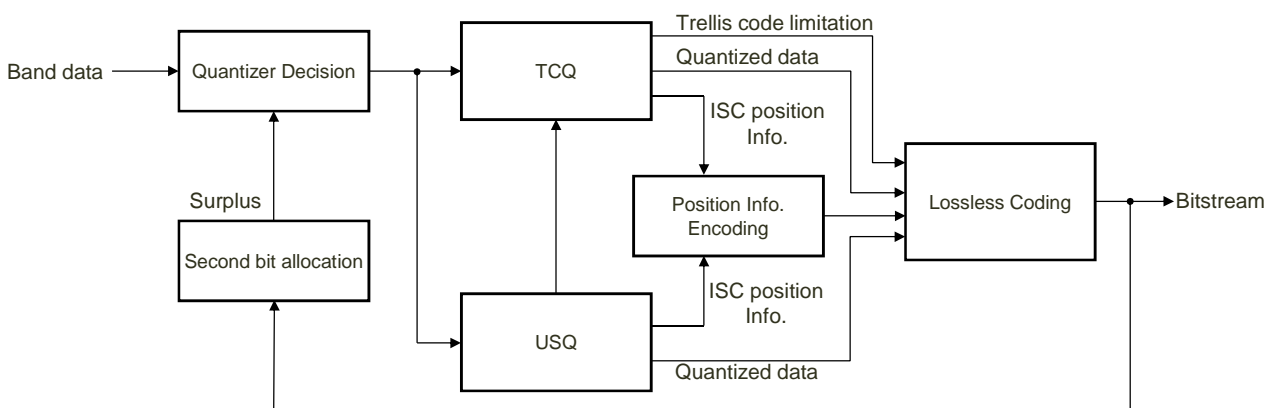 Trellis code limitation
Quantized data
Band data
Quantizer Decision
TCQ
ISC position
Info.
Surplus
Position Info.
Encoding
Lossless Coding
Bitstream
Second bit allocation
ISC position
Info.
USQ
Quantized data